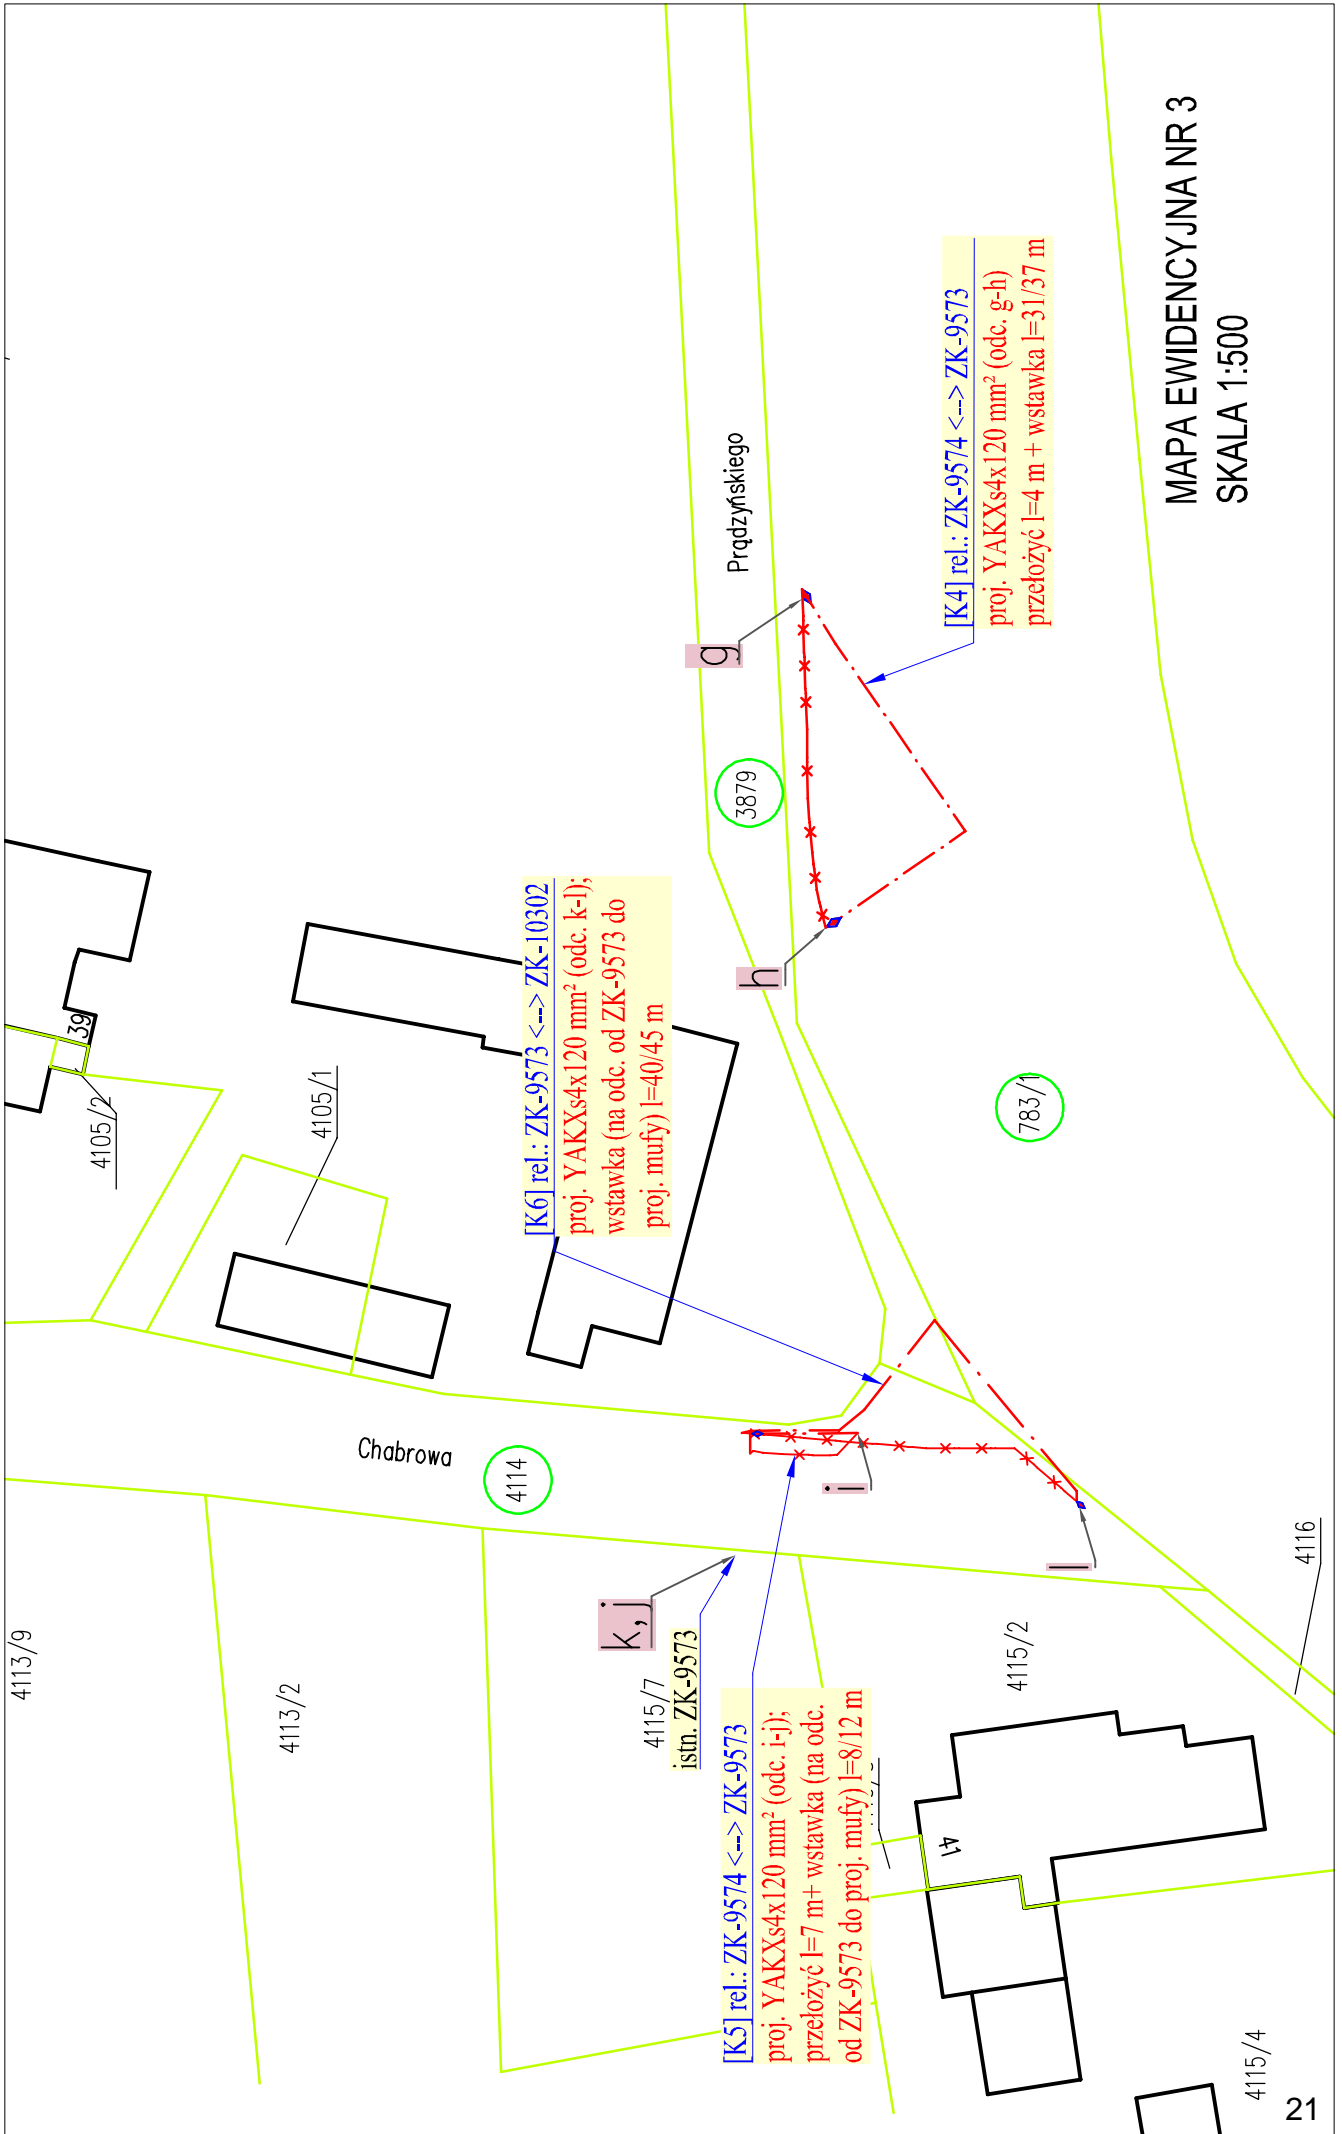 MAPA EWIDENCYJNA NR 3
SKALA 1:500
[K4] rel.: ZK-9574 <--> ZK-9573
proj. YAKXs4x120 mm² (odc. g-h)
przełożyć l=4 m + wstawka l=31/37 m
Prądzyńskiego
g
3879
h
[K6] rel.: ZK-9573 <--> ZK-10302
proj. YAKXs4x120 mm² (odc. k-l);
wstawka (na odc. od ZK-9573 do
proj. mufy) l=40/45 m
39
4105/2
4105/1
783/1
Chabrowa
4114
i
l
k,j
4115/7
istn. ZK-9573
[K5] rel.: ZK-9574 <--> ZK-9573
proj. YAKXs4x120 mm² (odc. i-j);
przełożyć l=7 m+ wstawka (na odc.
od ZK-9573 do proj. mufy) l=8/12 m
4113/9
4113/2
4115/2
4116
41
4115/4
21